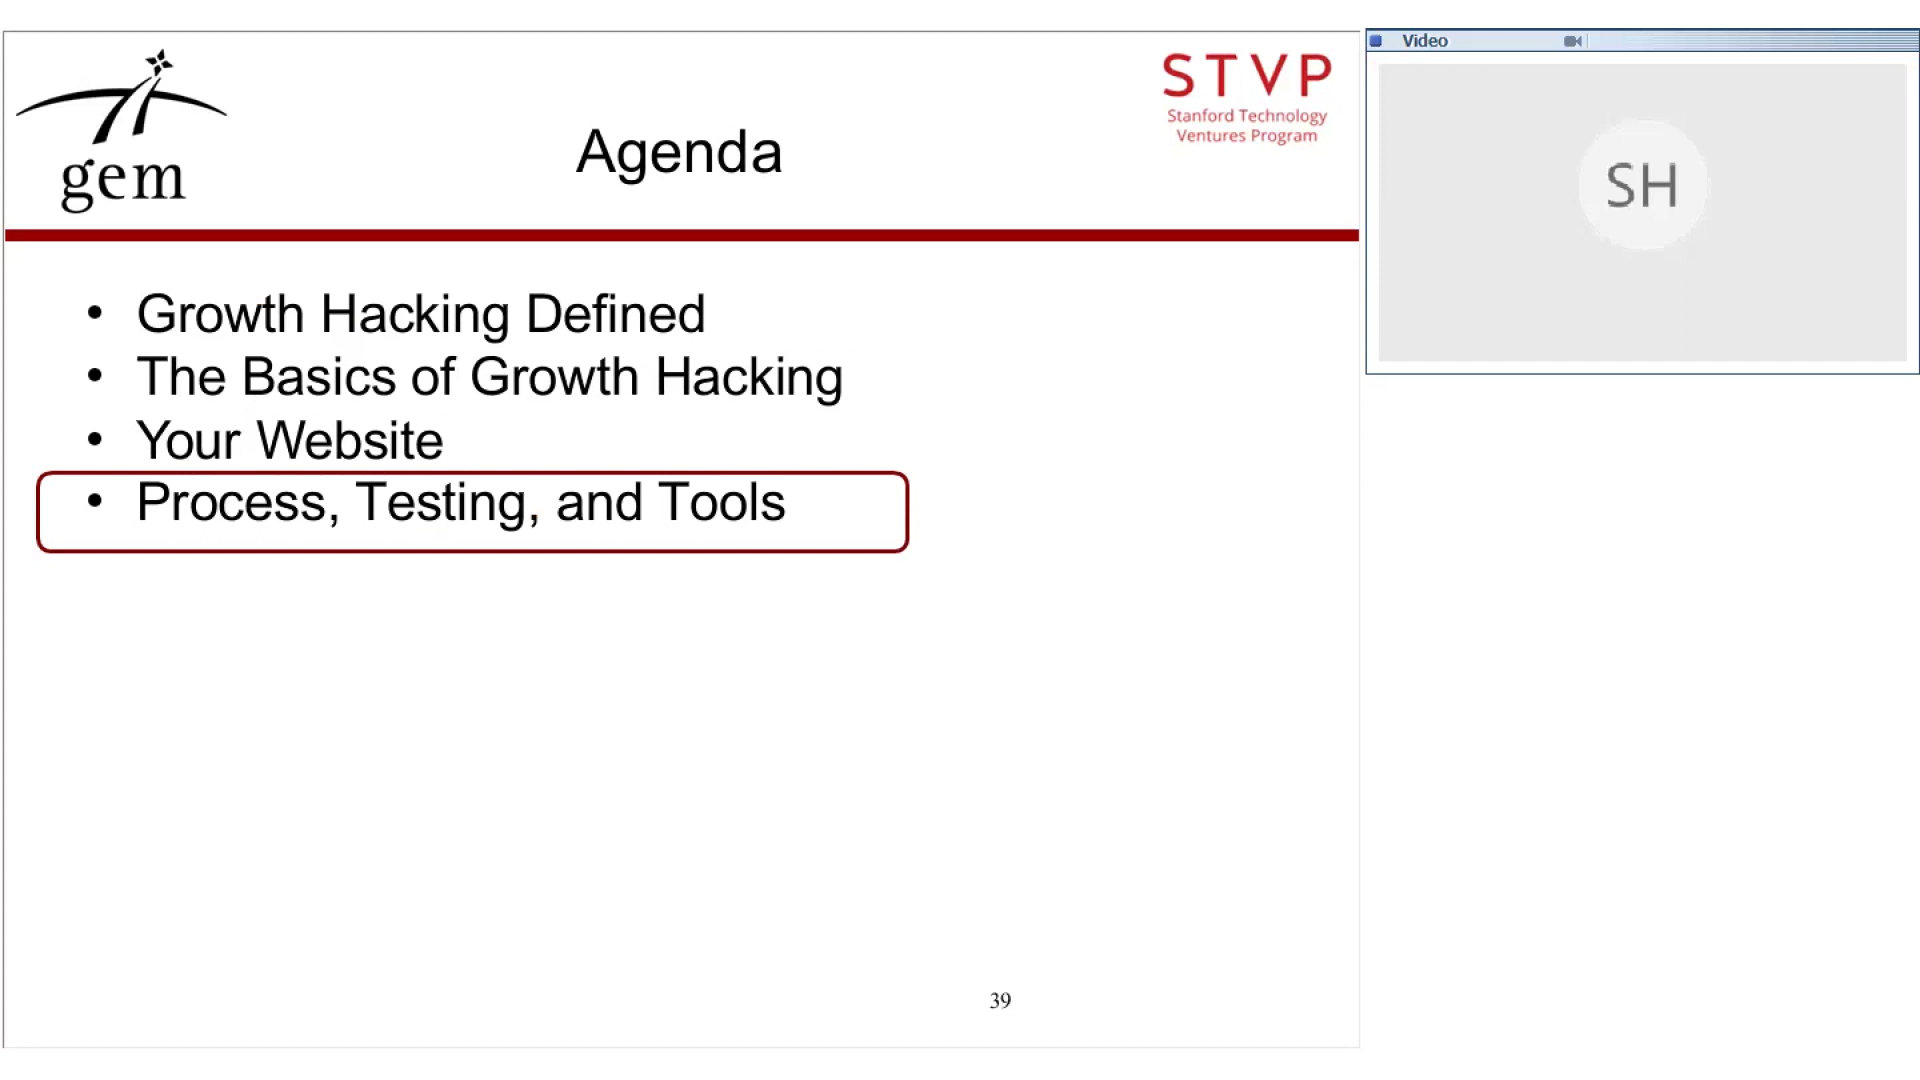 gem
Agenda
STVP
Stanford Technology
Ventures Program
• Growth Hacking Defined
• The Basics of Growth Hacking
• Your Website
• Process, Testing, and Tools
39
Video
SH